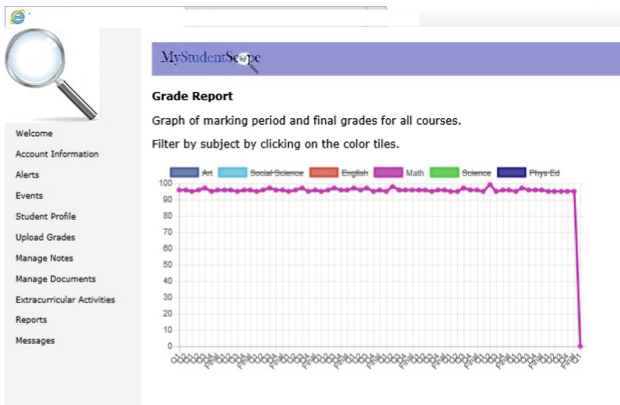 MyStudentScope
Grade Report
Graph of marking period and final grades for all courses.
Filter by subject by clicking on the color tiles.
Welcome
Account Information
Alerts
Events
Student Profile
Upload Grades
Manage Notes
Manage Documents
Extracurricular Activities
Reports
Messages
Art Social Science English Math Science Phys Ed
100
90
80
70
60
50
40
30
20
10
0